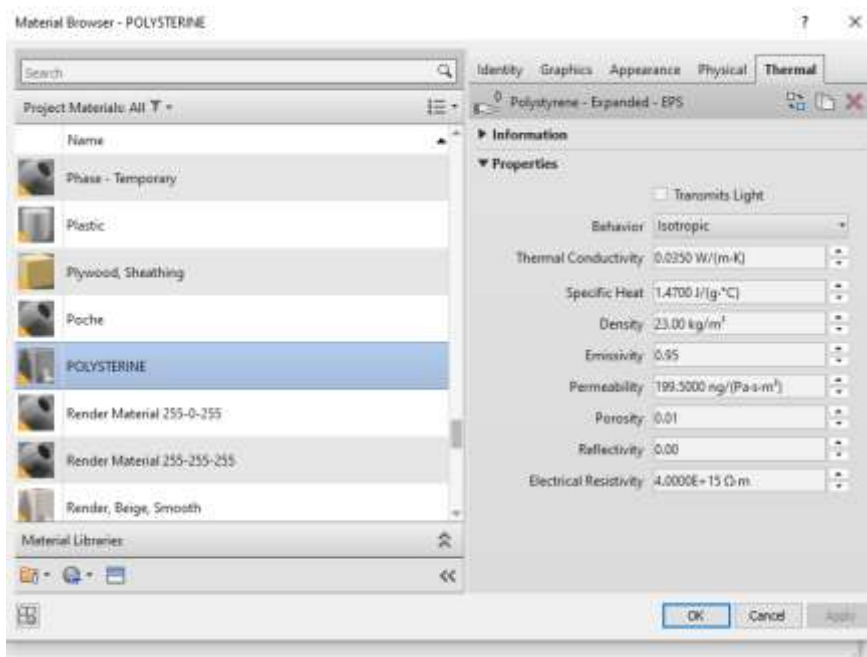 Material Browser - POLYSTERINE
? ×
Search
Project Materials: All
Name
Phase - Temporary
Plastic
Plywood, Sheathing
Poche
POLYSTERINE
Render Material 255-0-255
Render Material 255-255-255
Render, Beige, Smooth
Material Libraries
Identity Graphics Appearance Physical Thermal
0 Polystyrene - Expanded - EPS
Information
Properties
Transmits Light
Behavior Isotropic
Thermal Conductivity 0.0350 W/(m·K)
Specific Heat 1.4700 J/(g·°C)
Density 23.00 kg/m³
Emissivity 0.95
Permeability 199.5000 ng/(Pa·s·m²)
Porosity 0.01
Reflectivity 0.00
Electrical Resistivity 4.0000E+15 Ω·m
OK Cancel Apply